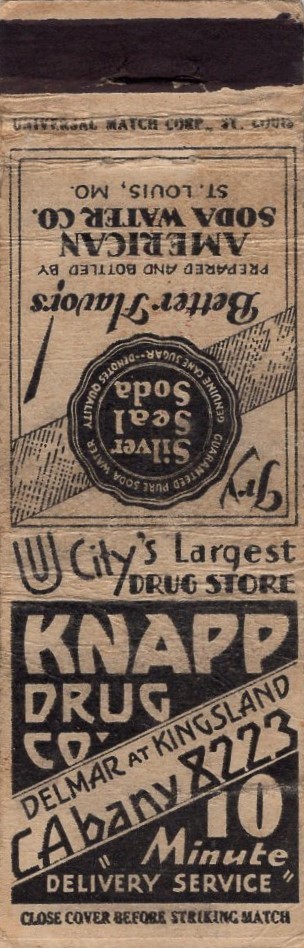 UNIVERSAL MATCH CORP., ST. LOUIS
Try
GUARANTEED PURE SODA WATER
GENUINE CANE SUGAR--DENOTES QUALITY
Silver
Seal
Soda
Better Flavors!
PREPARED AND BOTTLED BY
AMERICAN
SODA WATER CO.
ST. LOUIS, MO.
U City's Largest
DRUG STORE
KNAPP
DRUG
CO.
DELMAR AT KINGSLAND
CAbany 8223
10
"Minute
DELIVERY SERVICE"
CLOSE COVER BEFORE STRIKING MATCH